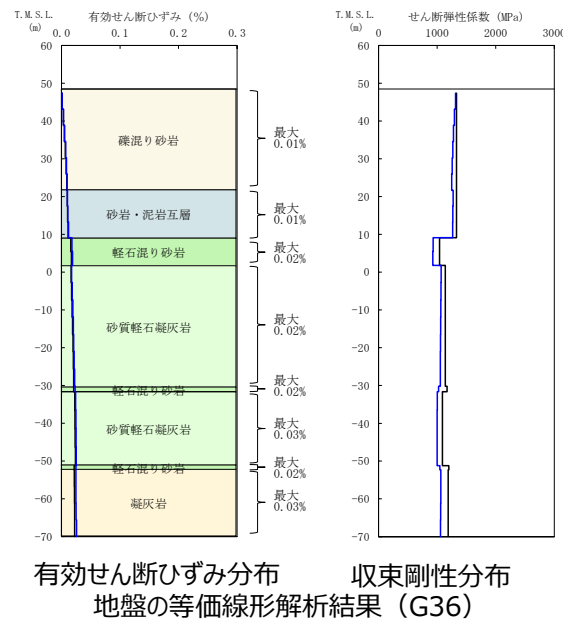 T.M.S.L.
(m)
有効せん断ひずみ (%)
0.0 0.1 0.2 0.3
60
50
40
30
20
10
0
-10
-20
-30
-40
-50
-60
-70
礫混り砂岩
砂岩・泥岩互層
軽石混り砂岩
砂質軽石凝灰岩
軽石混り砂岩
砂質軽石凝灰岩
軽石混り砂岩
凝灰岩
最大
0.01%
最大
0.01%
最大
0.02%
最大
0.02%
最大
0.02%
最大
0.03%
最大
0.02%
最大
0.03%
T.M.S.L.
(m)
せん断弾性係数 (MPa)
0 1000 2000 3000
60
50
40
30
20
10
0
-10
-20
-30
-40
-50
-60
-70
有効せん断ひずみ分布
収束剛性分布
地盤の等価線形解析結果（G36）